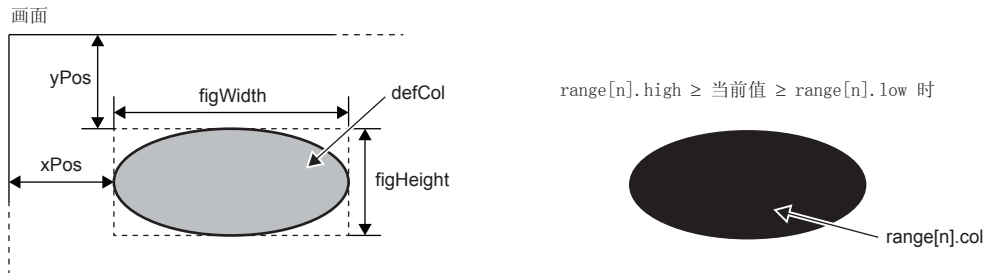 画面
yPos
figWidth
defCol
xPos
figHeight
range[n].high ≥ 当前值 ≥ range[n].low 时
range[n].col